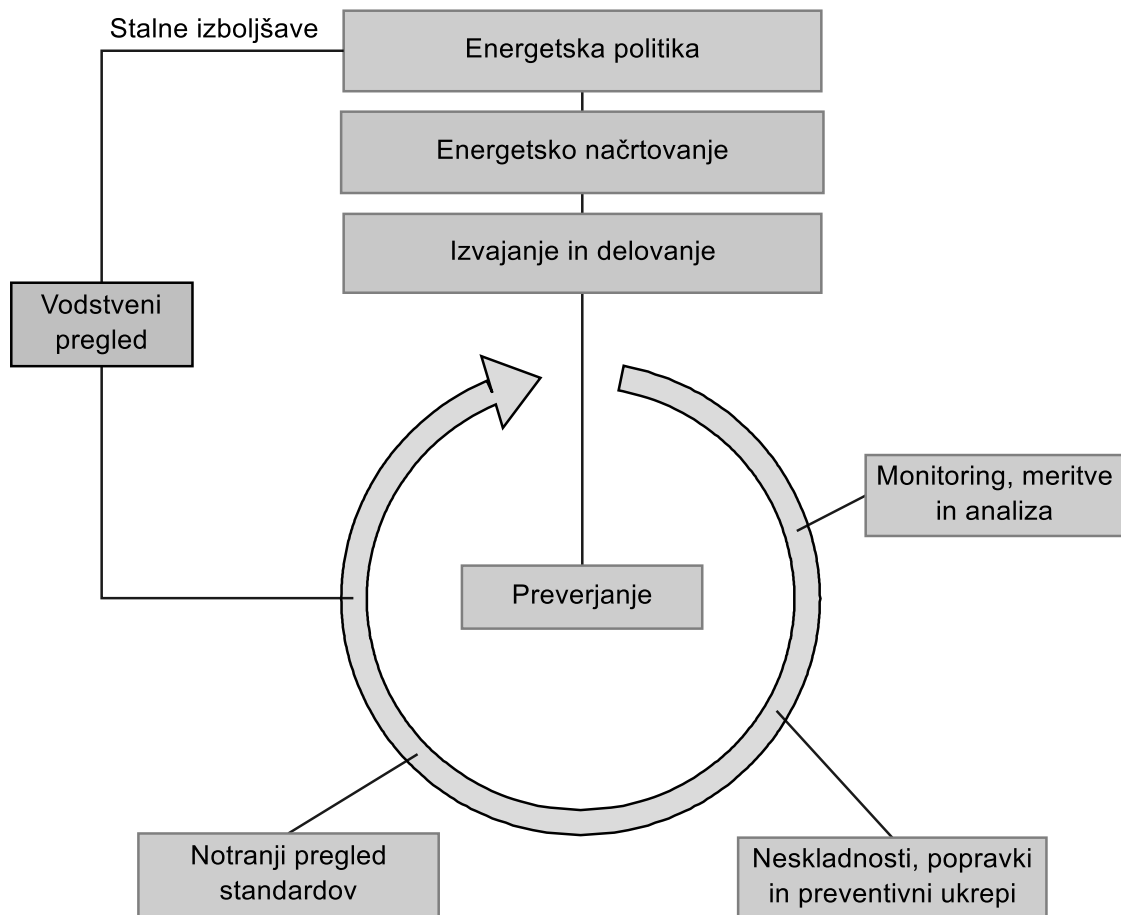 Stalne izboljšave
Energetska politika
Energetsko načrtovanje
Izvajanje in delovanje
Vodstveni
pregled
Monitoring, meritve
in analiza
Preverjanje
Notranji pregled
standardov
Neskladnosti, popravki
in preventivni ukrepi